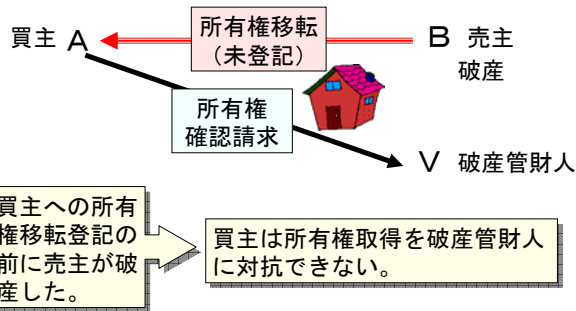 買主 A
所有権移転
（未登記）
B 売主
破産
所有権
確認請求
V 破産管財人
買主への所有
権移転登記の
前に売主が破
産した。
買主は所有権取得を破産管財人
に対抗できない。